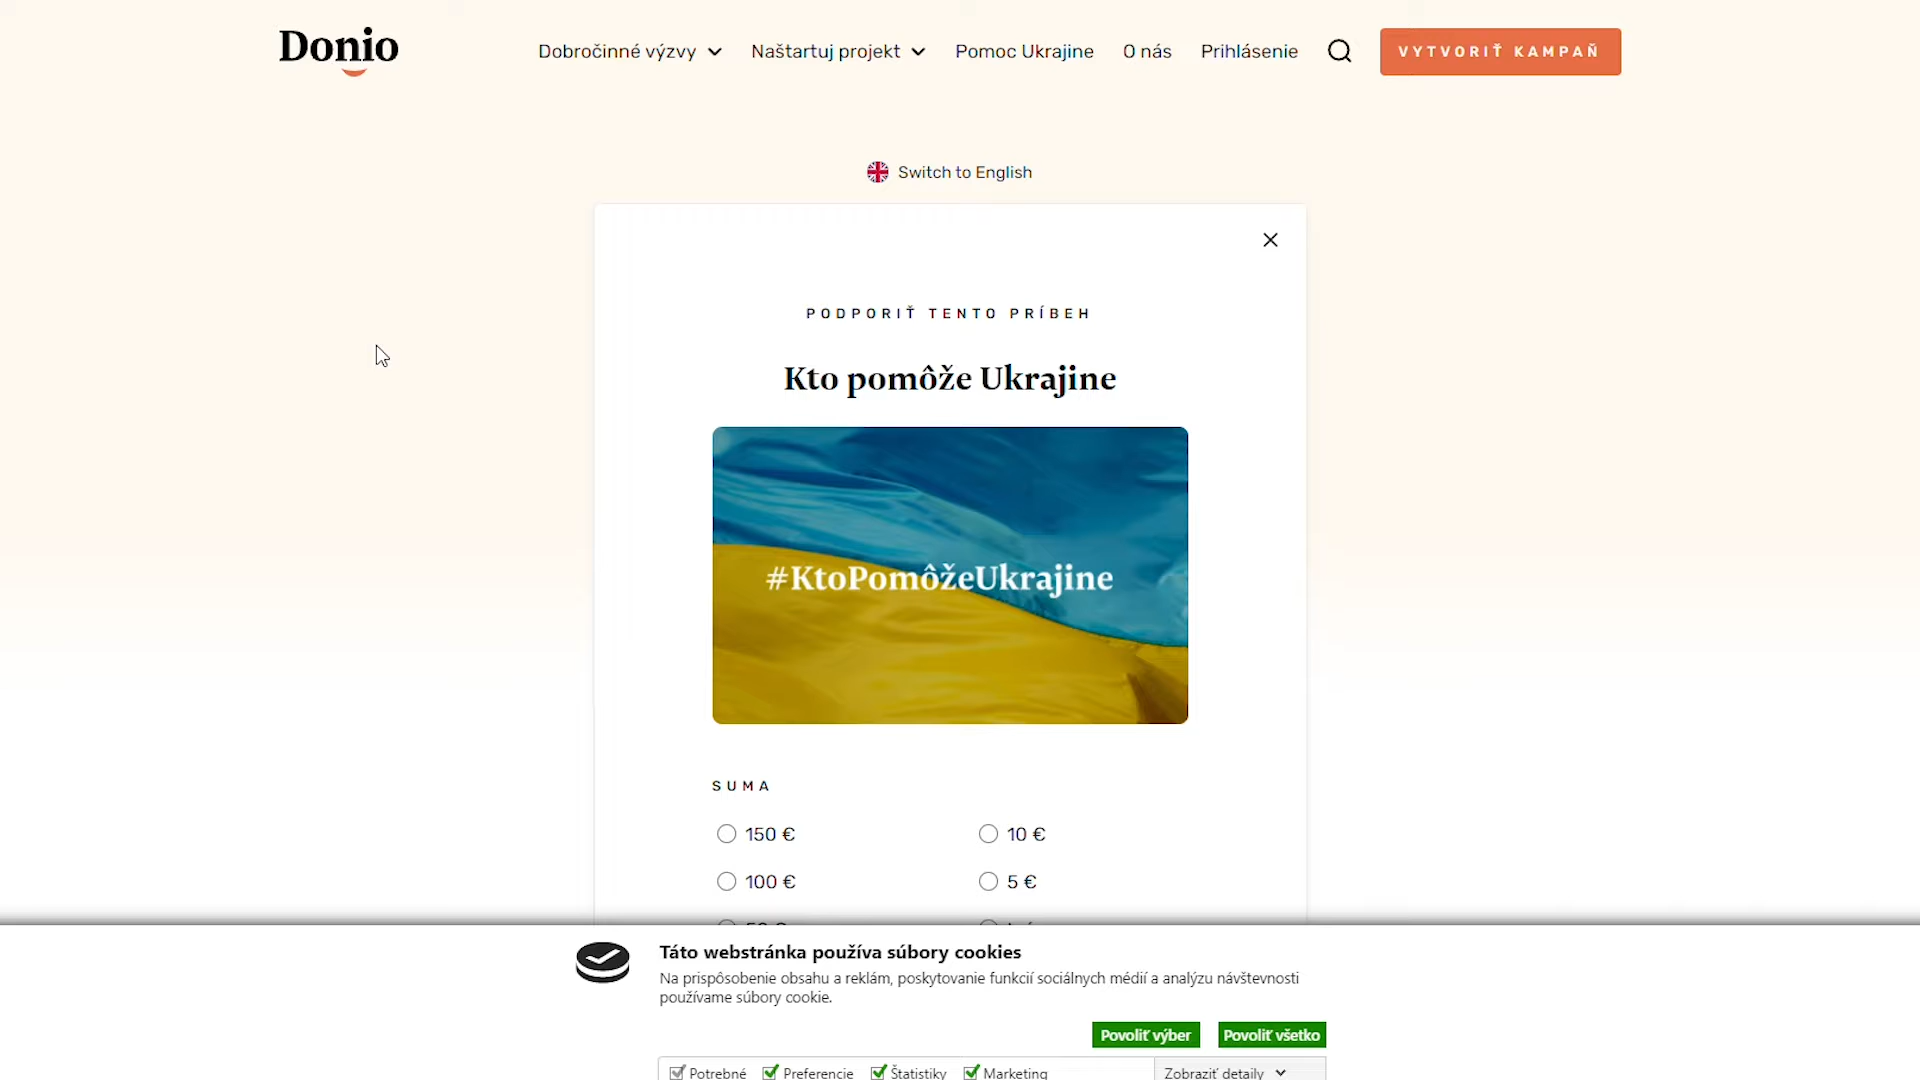 Donio
Dobročinné výzvy
Naštartuj projekt
Pomoc Ukrajine
O nás
Prihlásenie
VYTVORIŤ KAMPAŇ
Switch to English
PODPORIŤ TENTO PRÍBEH
Kto pomôže Ukrajine
#KtoPomôžeUkrajine
SUMA
150 €
10 €
100 €
5 €
Táto webstránka používa súbory cookies
Na prispôsobenie obsahu a reklám, poskytovanie funkcií sociálnych médií a analýzu návštevnosti
používame súbory cookie.
Povoliť výber
Povoliť všetko
Potrebné
Preferencie
Štatistiky
Marketing
Zobraziť detaily